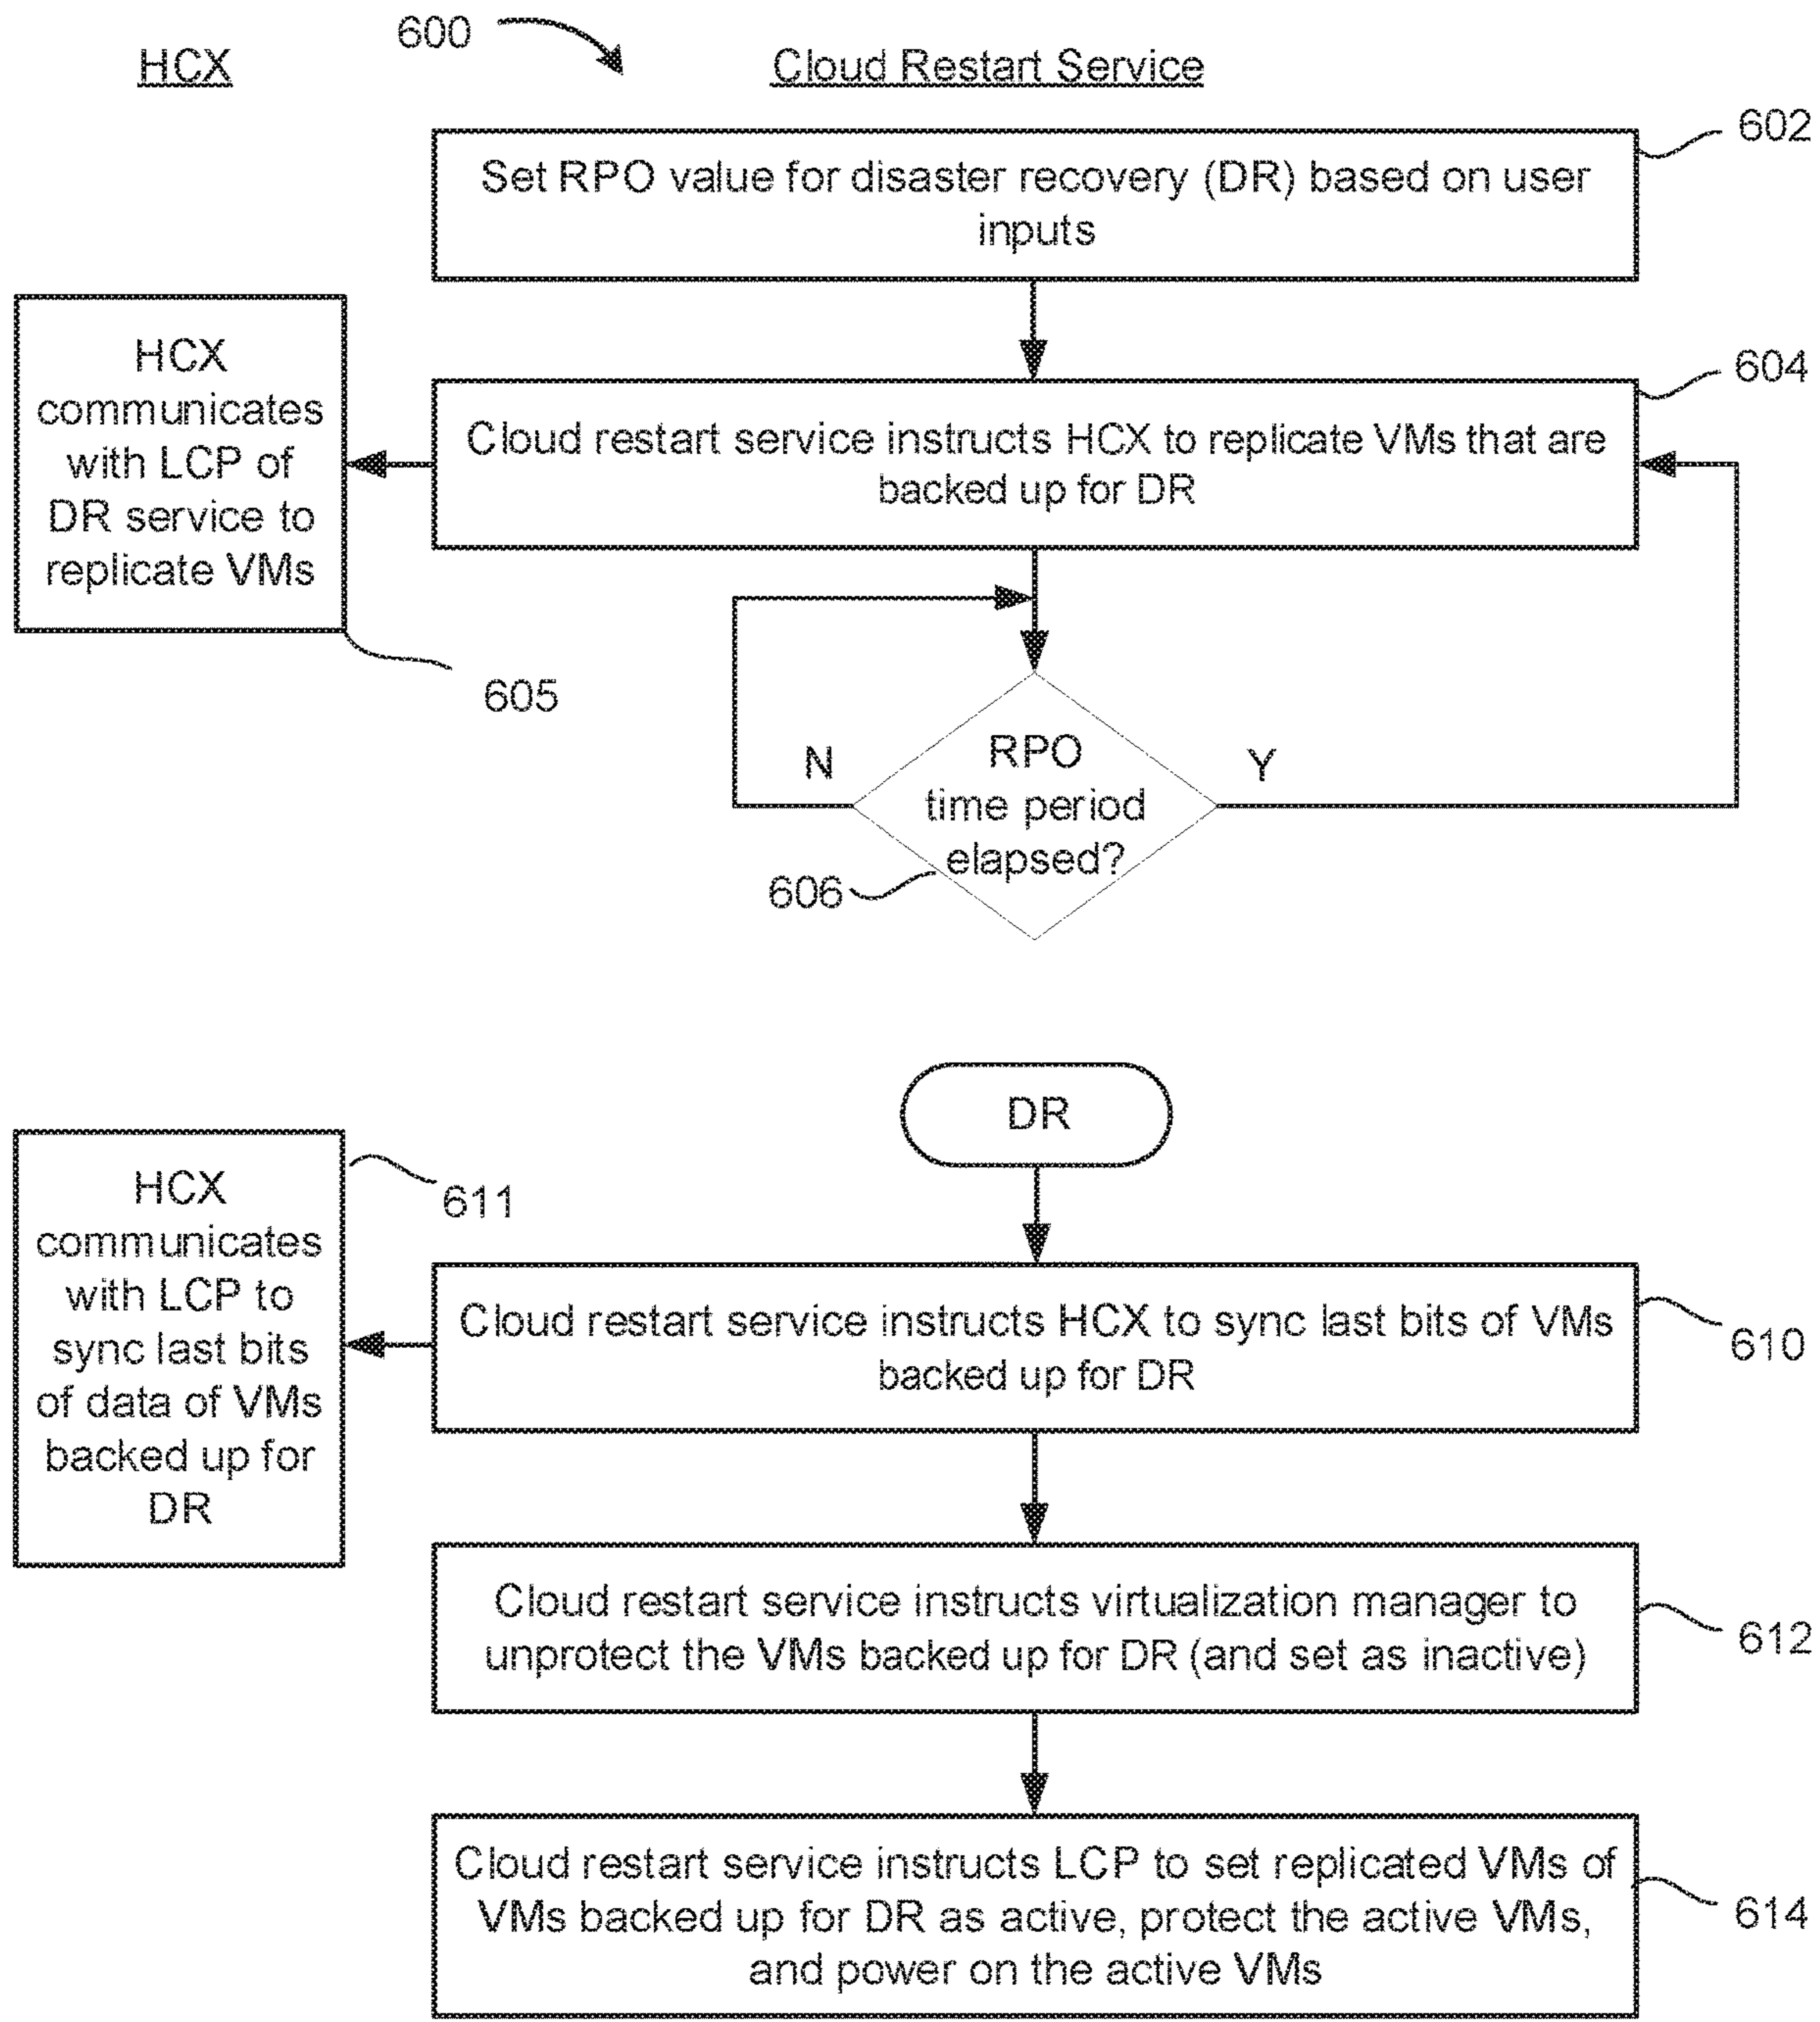 600
HCX
Cloud Restart Service
602
Set RPO value for disaster recovery (DR) based on user
inputs
604
HCX
communicates
with LCP of
DR service to
replicate VMs
605
Cloud restart service instructs HCX to replicate VMs that are
backed up for DR
N
RPO
time period
elapsed?
Y
606
DR
HCX
communicates
with LCP to
sync last bits
of data of VMs
backed up for
DR
611
Cloud restart service instructs HCX to sync last bits of VMs
backed up for DR
610
Cloud restart service instructs virtualization manager to
unprotect the VMs backed up for DR (and set as inactive)
612
Cloud restart service instructs LCP to set replicated VMs of
VMs backed up for DR as active, protect the active VMs,
and power on the active VMs
614